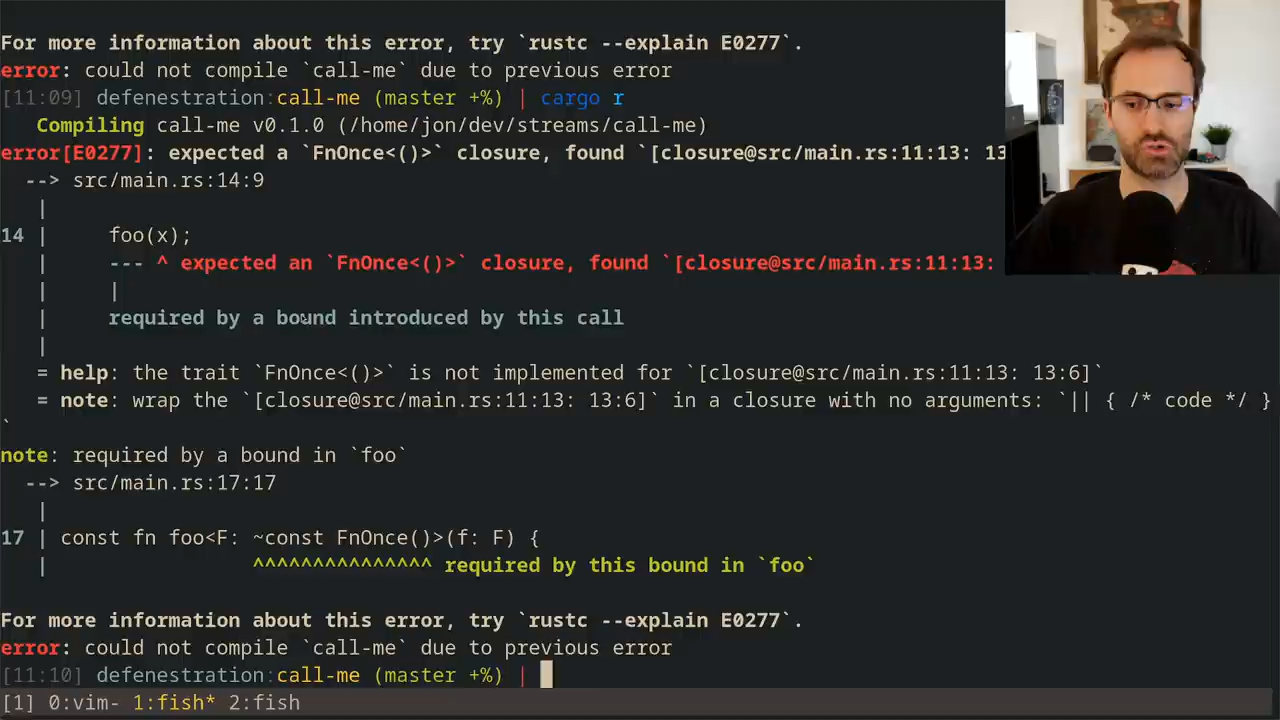 For more information about this error, try `rustc --explain E0277`.
error: could not compile `call-me` due to previous error
[11:09] defenestration:call-me (master +%) | cargo r
   Compiling call-me v0.1.0 (/home/jon/dev/streams/call-me)
error[E0277]: expected a `FnOnce<()>` closure, found `[closure@src/main.rs:11:13: 13
  --> src/main.rs:14:9
   |
14 |     foo(x);
   |     --- ^ expected an `FnOnce<()>` closure, found `[closure@src/main.rs:11:13:
   |     |
   |     required by a bound introduced by this call
   |
   = help: the trait `FnOnce<()>` is not implemented for `[closure@src/main.rs:11:13: 13:6]`
   = note: wrap the `[closure@src/main.rs:11:13: 13:6]` in a closure with no arguments: `|| { /* code */ }
`
note: required by a bound in `foo`
  --> src/main.rs:17:17
   |
17 | const fn foo<F: ~const FnOnce()>(f: F) {
   |                 ^^^^^^^^^^^^^^^ required by this bound in `foo`
For more information about this error, try `rustc --explain E0277`.
error: could not compile `call-me` due to previous error
[11:10] defenestration:call-me (master +%) |
[1] 0:vim- 1:fish* 2:fish